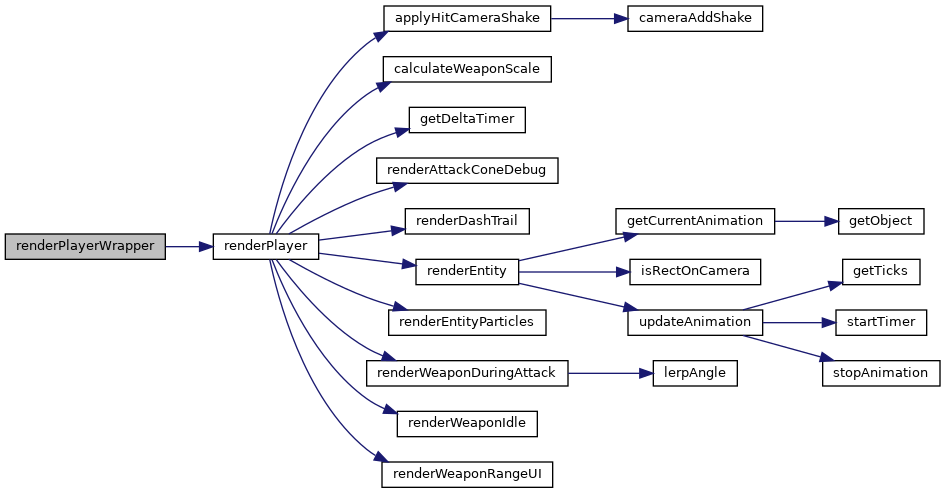 applyHitCameraShake
cameraAddShake
calculateWeaponScale
getDeltaTimer
renderAttackConeDebug
renderDashTrail
getCurrentAnimation
getObject
renderPlayerWrapper
renderPlayer
renderEntity
isRectOnCamera
getTicks
renderEntityParticles
updateAnimation
startTimer
renderWeaponDuringAttack
lerpAngle
stopAnimation
renderWeaponIdle
renderWeaponRangeUI